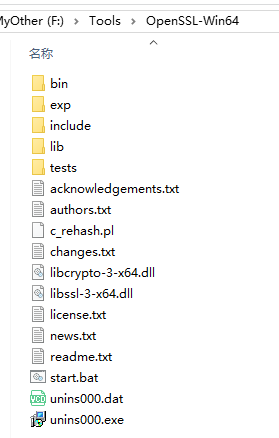 MyOther (F:) > Tools > OpenSSL-Win64
名称
bin
exp
include
lib
tests
acknowledgements.txt
authors.txt
c_rehash.pl
changes.txt
libcrypto-3-x64.dll
libssl-3-x64.dll
license.txt
news.txt
readme.txt
start.bat
unins000.dat
unins000.exe